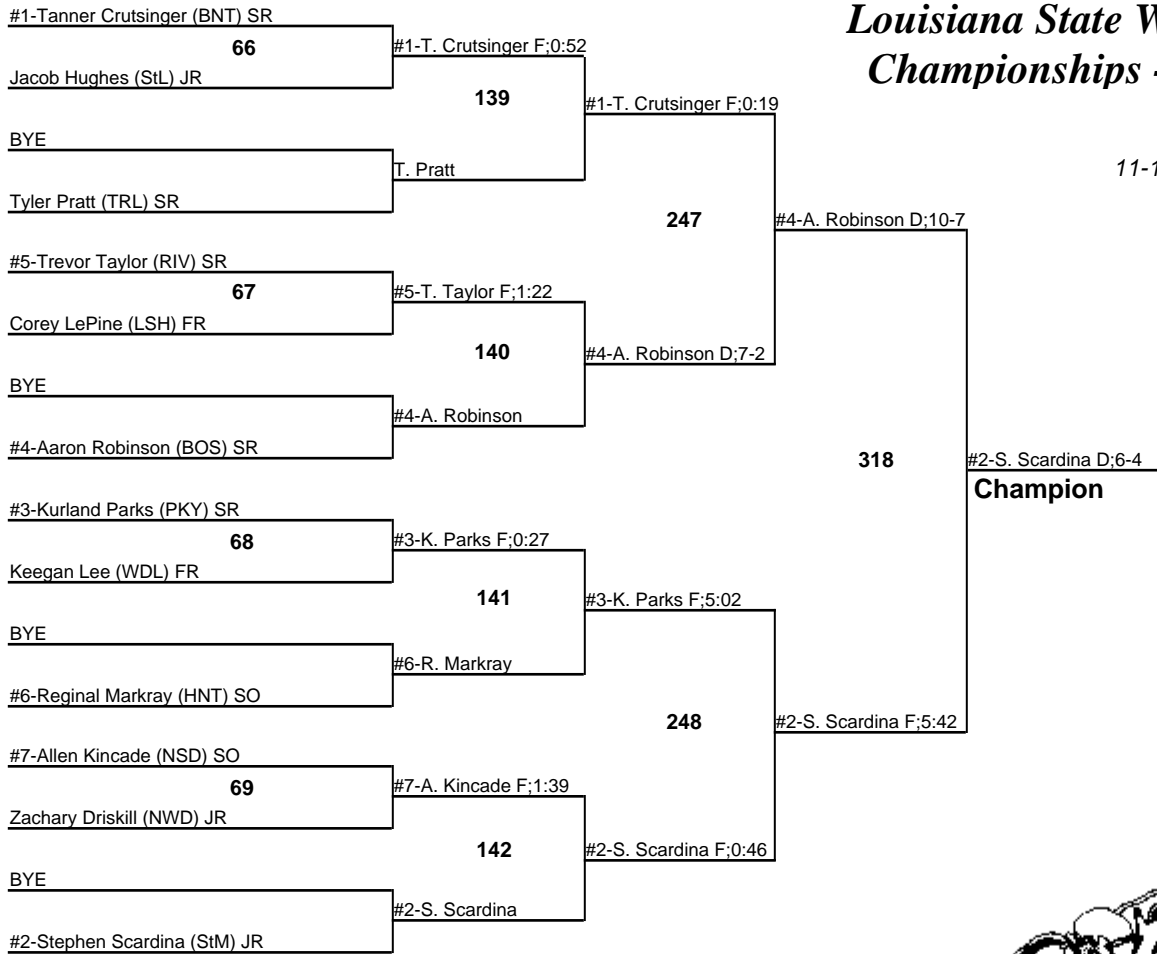 Louisiana State W
Championships -
11-1
#1-Tanner Crutsinger (BNT) SR
66
Jacob Hughes (StL) JR
BYE
Tyler Pratt (TRL) SR
#5-Trevor Taylor (RIV) SR
67
Corey LePine (LSH) FR
BYE
#4-Aaron Robinson (BOS) SR
#3-Kurland Parks (PKY) SR
68
Keegan Lee (WDL) FR
BYE
#6-Reginal Markray (HNT) SO
#7-Allen Kincade (NSD) SO
69
Zachary Driskill (NWD) JR
BYE
#2-Stephen Scardina (StM) JR
#1-T. Crutsinger F;0:52
139
T. Pratt
#5-T. Taylor F;1:22
140
#4-A. Robinson
#3-K. Parks F;0:27
141
#6-R. Markray
#7-A. Kincade F;1:39
142
#2-S. Scardina
#1-T. Crutsinger F;0:19
247
#4-A. Robinson D;7-2
#3-K. Parks F;5:02
248
#2-S. Scardina F;0:46
#4-A. Robinson D;10-7
318
#2-S. Scardina F;5:42
#2-S. Scardina D;6-4
Champion